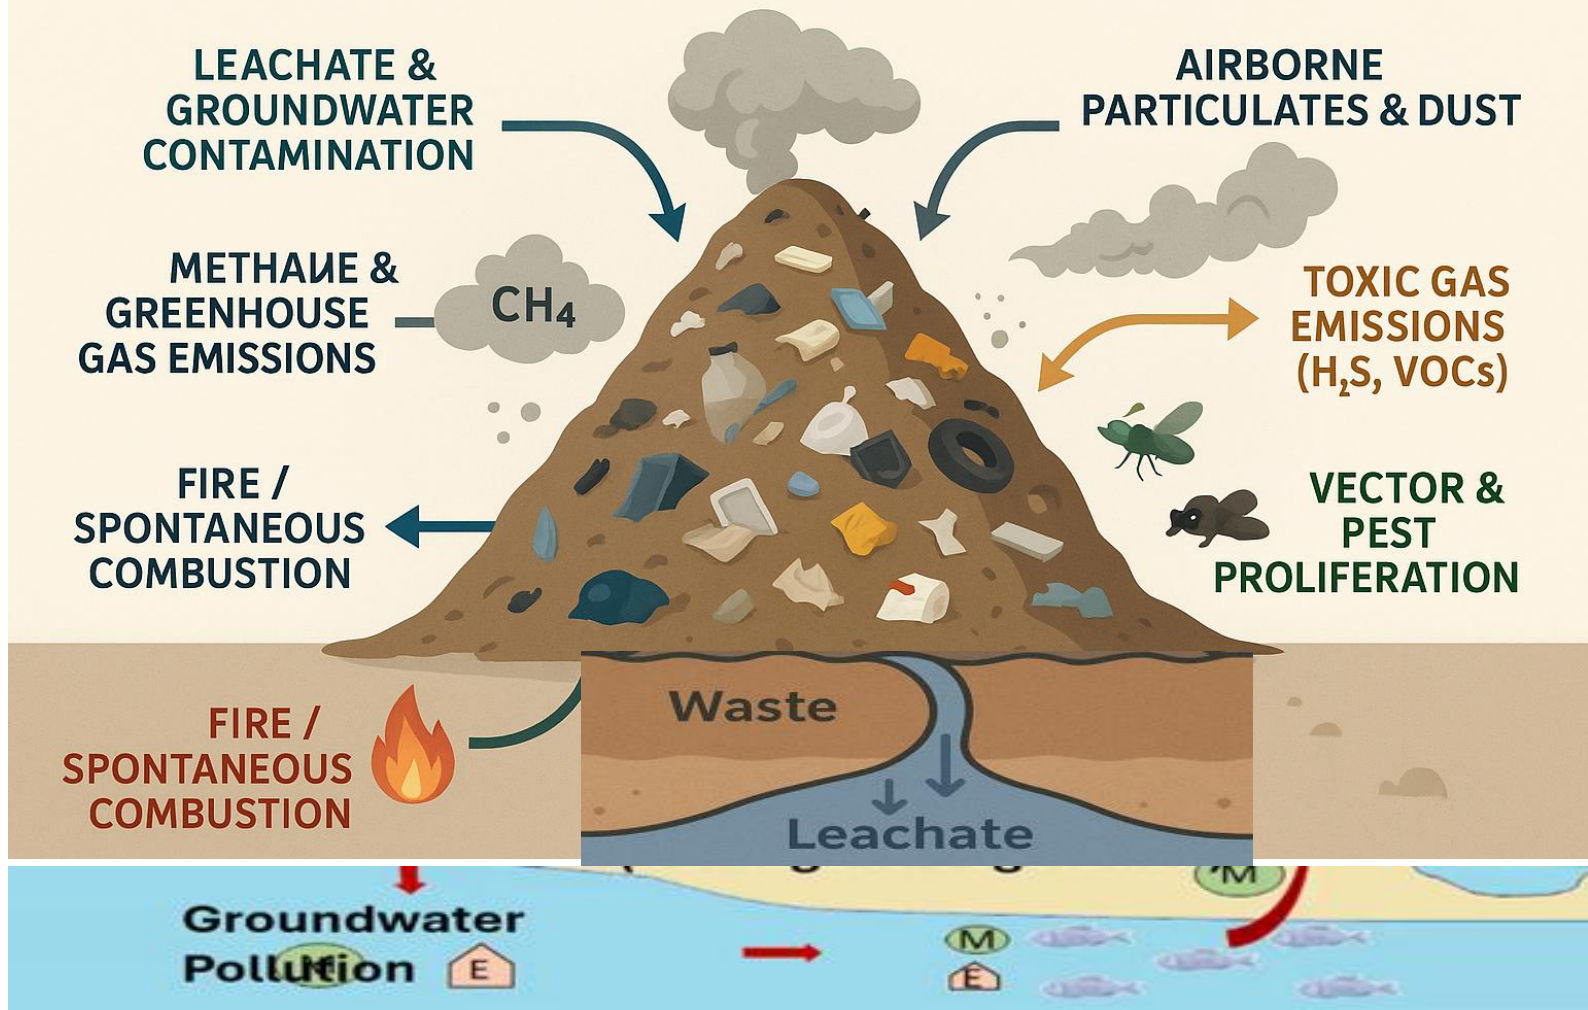 LEACHATE &
GROUNDWATER
CONTAMINATION
AIRBORNE
PARTICULATES & DUST
METHAИE &
GREENHOUSE
GAS EMISSIONS
CH₄
TOXIC GAS
EMISSIONS
(H₂S, VOCs)
FIRE /
SPONTANEOUS
COMBUSTION
VECTOR &
PEST
PROLIFERATION
FIRE /
SPONTANEOUS
COMBUSTION
Waste
Leachate
M
Groundwater
Pollution
M
E
M
E